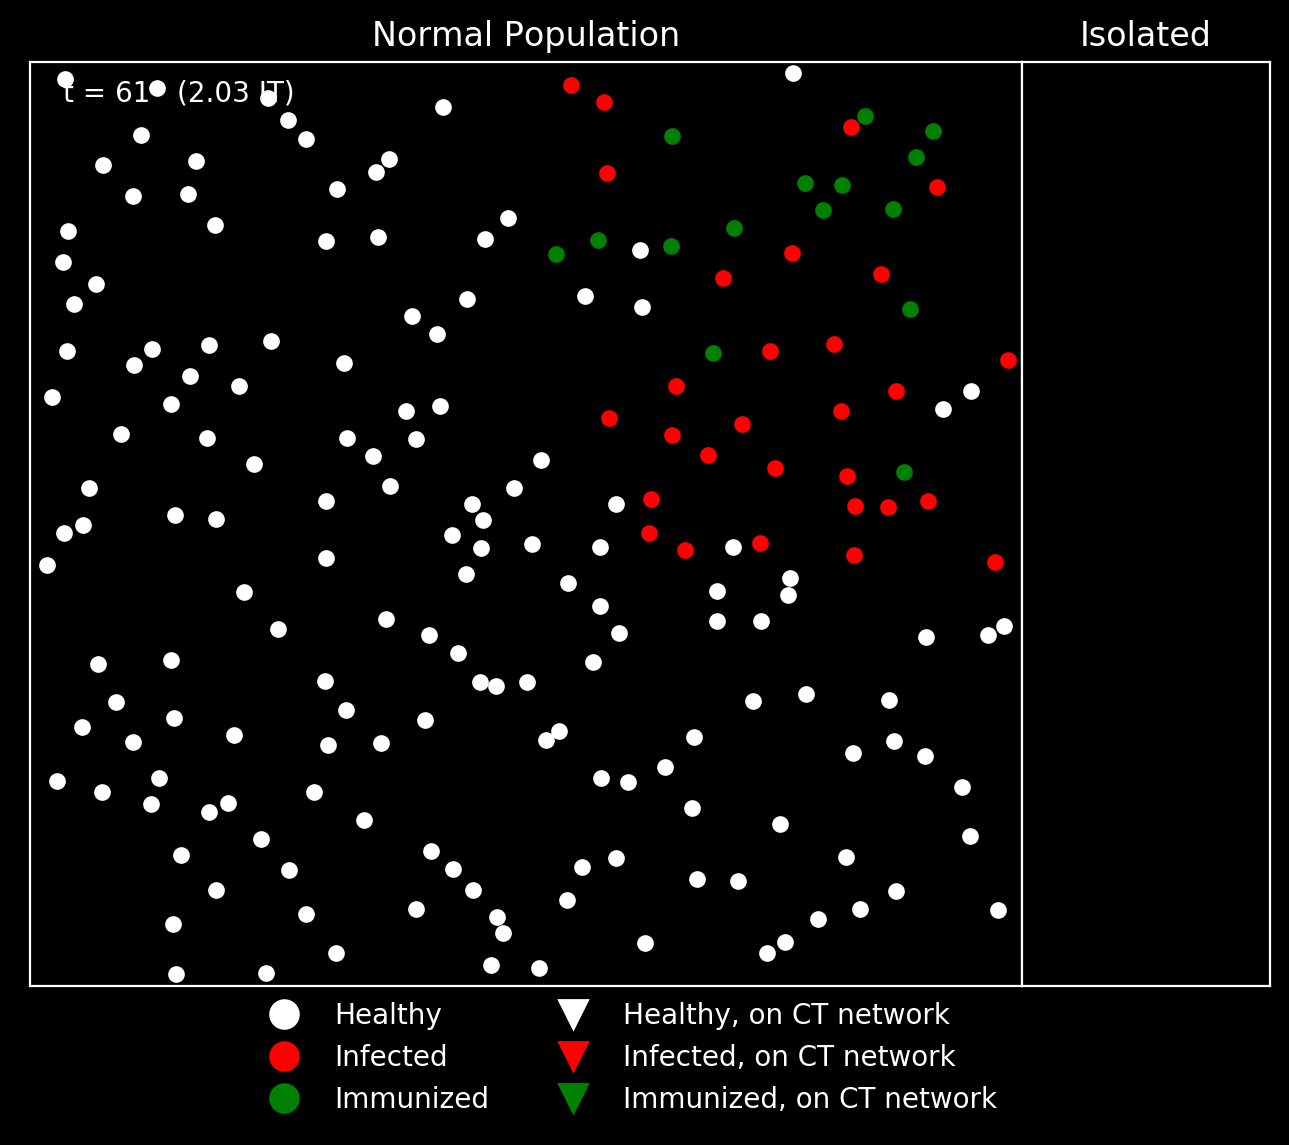 Normal Population
Isolated
t = 61 (2.03 IT)
Healthy
Infected
Immunized
Healthy, on CT network
Infected, on CT network
Immunized, on CT network